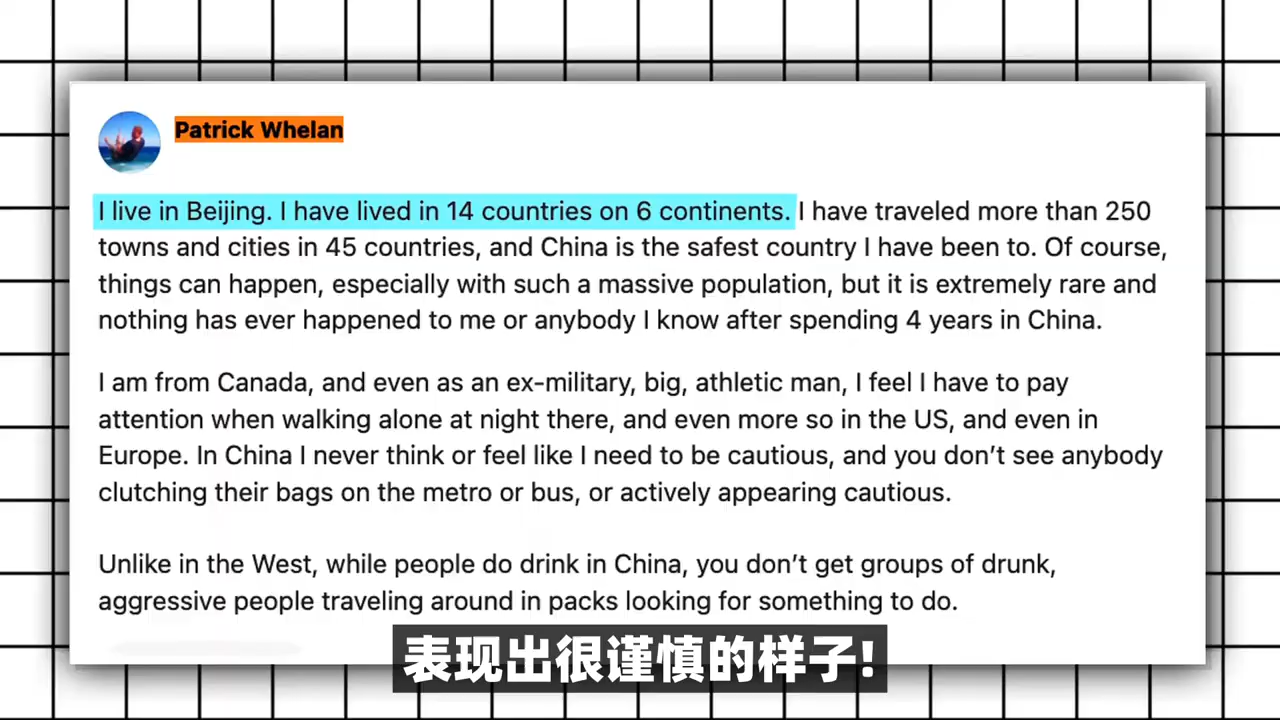 Patrick Whelan
I live in Beijing. I have lived in 14 countries on 6 continents. I have traveled more than 250
towns and cities in 45 countries, and China is the safest country I have been to. Of course,
things can happen, especially with such a massive population, but it is extremely rare and
nothing has ever happened to me or anybody I know after spending 4 years in China.
I am from Canada, and even as an ex-military, big, athletic man, I feel I have to pay
attention when walking alone at night there, and even more so in the US, and even in
Europe. In China I never think or feel like I need to be cautious, and you don’t see anybody
clutching their bags on the metro or bus, or actively appearing cautious.
Unlike in the West, while people do drink in China, you don’t get groups of drunk,
aggressive people traveling around in packs looking for something to do.
表现出很谨慎的样子!